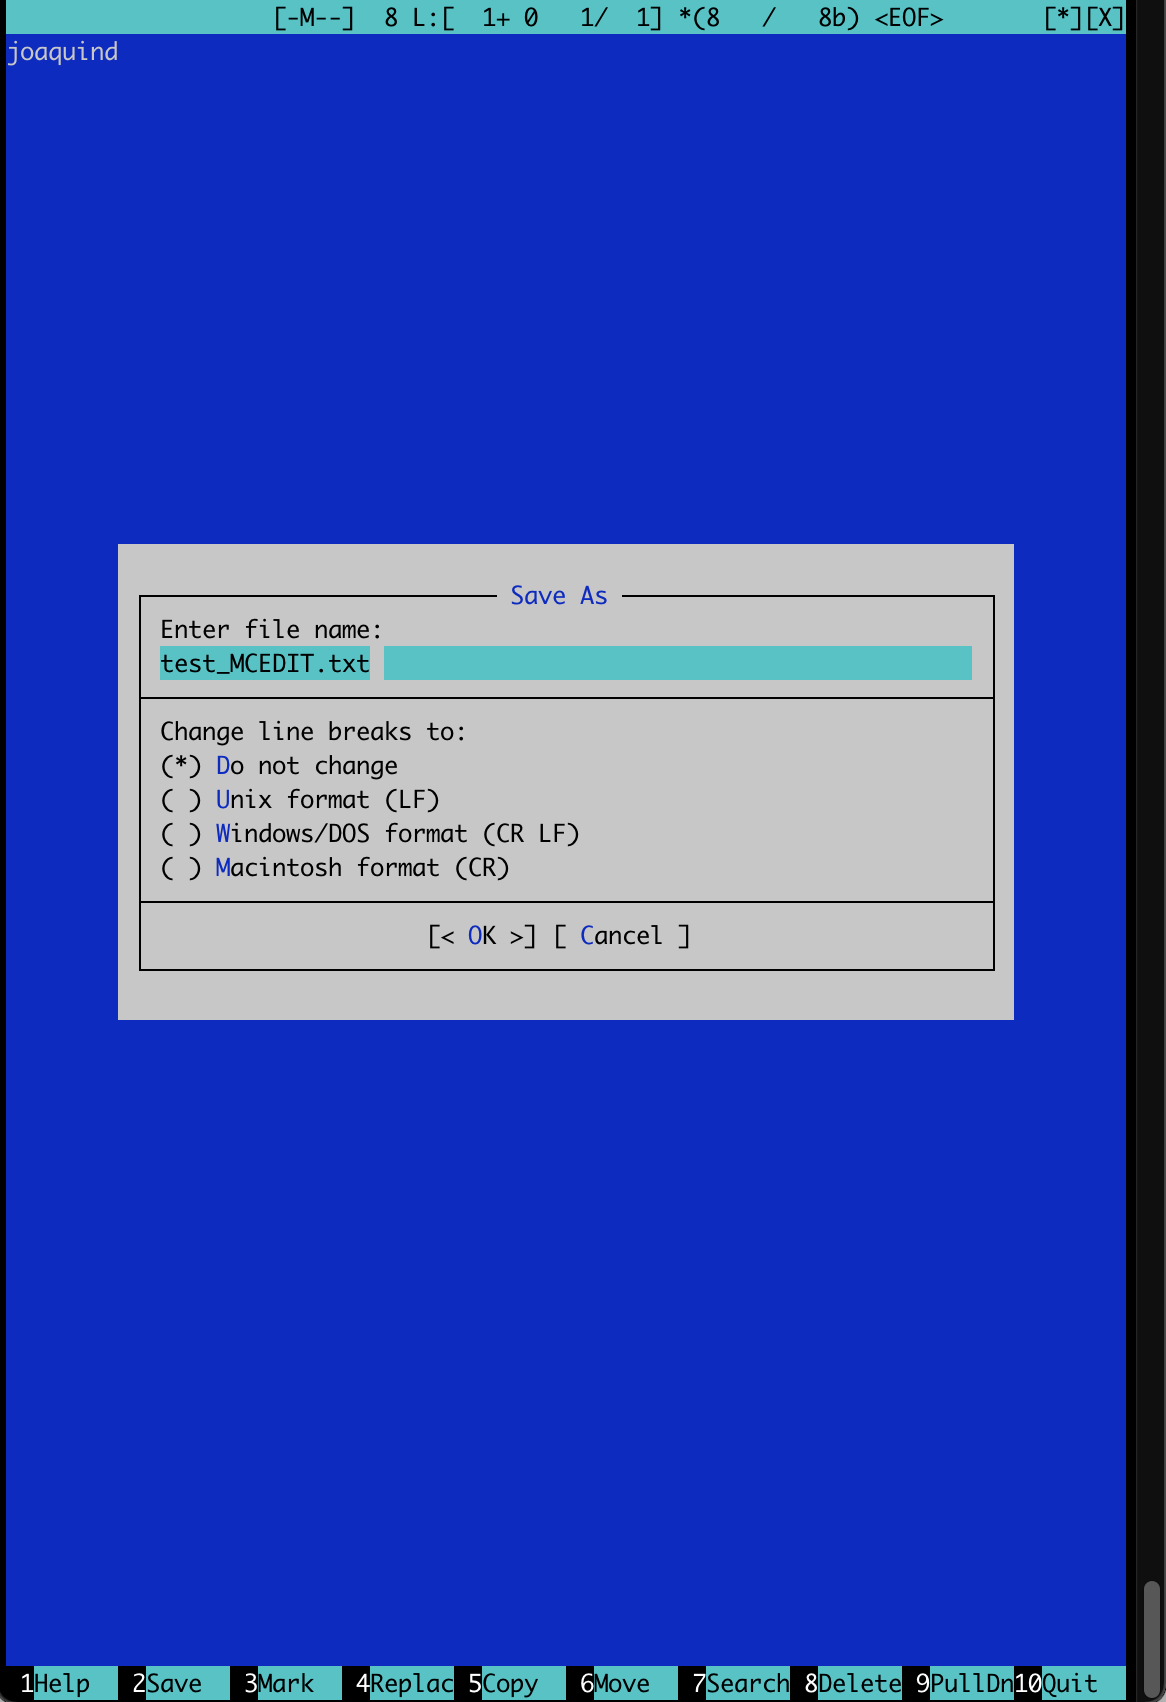 [-M--]  8 L:[  1+ 0   1/  1] *(8   /   8b) <EOF>       [*][X]
joaquind
Save As
Enter file name:
test_MCEDIT.txt
Change line breaks to:
(*) Do not change
( ) Unix format (LF)
( ) Windows/DOS format (CR LF)
( ) Macintosh format (CR)
[< OK >] [ Cancel ]
1Help  2Save  3Mark  4Replac 5Copy  6Move  7Search 8Delete 9PullDn10Quit